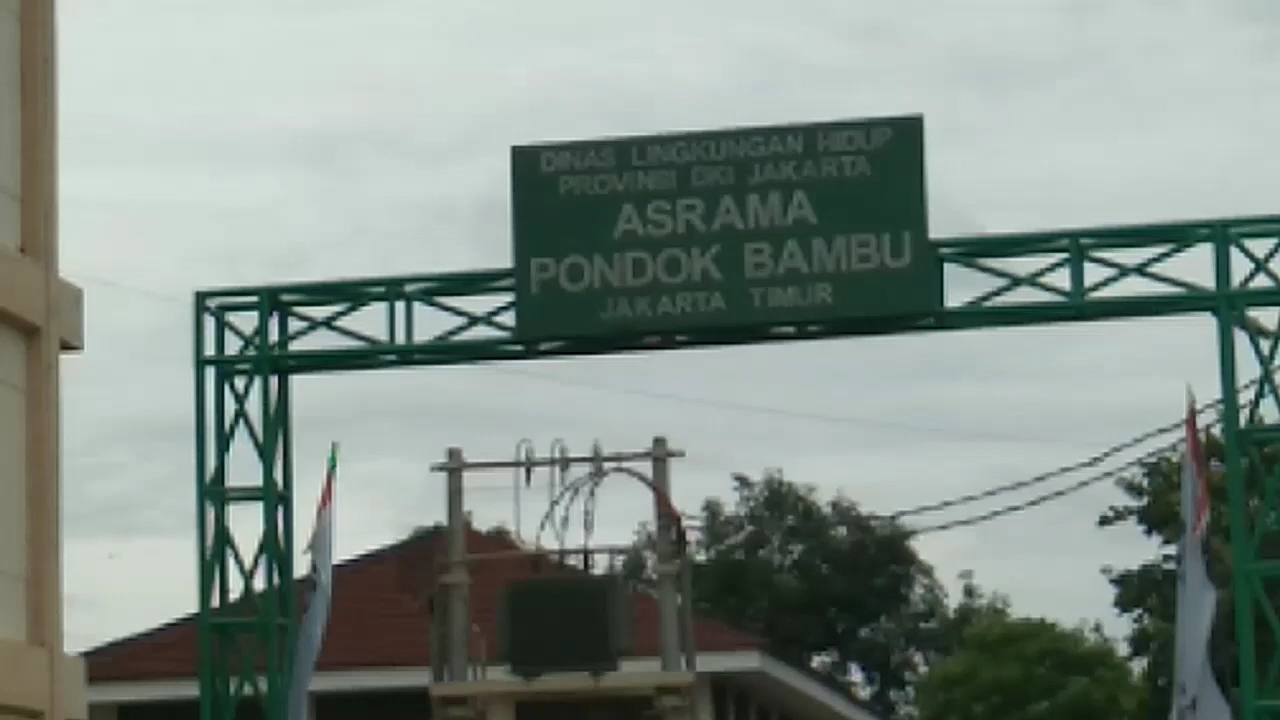 DINAS LINGKUNGAN HIDUP
PROVINSI DKI JAKARTA
ASRAMA
PONDOK BAMBU
JAKARTA TIMUR